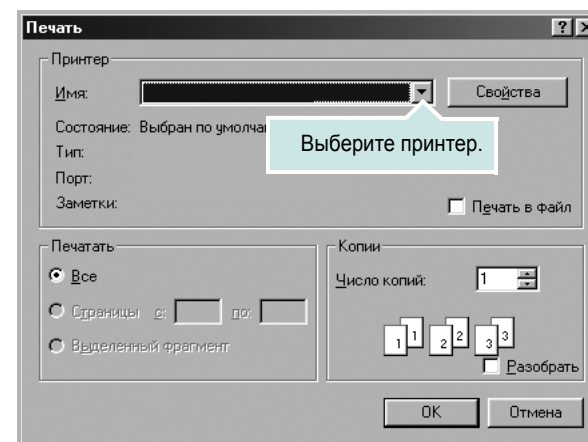 Печать
Принтер
Имя:
Свойства
Состояние: Выбран по умолча
Выберите принтер.
Тип:
Порт:
Заметки:
Печать в файл
Печатать
Все
Страницы с: по:
Выделенный фрагмент
Копии
Число копий: 1
1 1 2 2 3 3
Разобрать
OK
Отмена